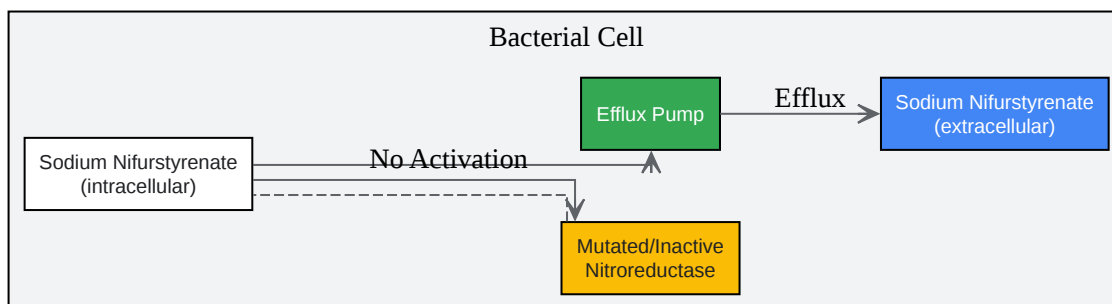 Bacterial Cell
Efflux Pump
Efflux
Sodium Nifurstyrenate
(extracellular)
Sodium Nifurstyrenate
(intracellular)
No Activation
Mutated/Inactive
Nitroreductase